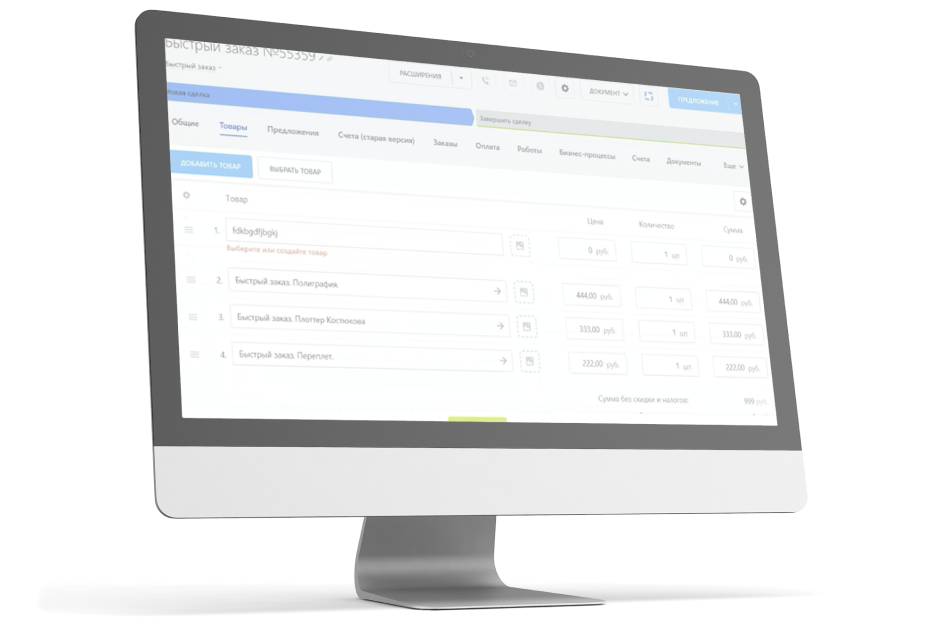 Быстрый заказ №55359
Быстрый заказ
РАСШИРЕНИЯ
ДОКУМЕНТ
ПРЕДЛОЖЕНИЕ
овая сделка
Завершить сделку
Общие Товары Предложения Счета (старая версия) Заказы Оплата Роботы Бизнес-процессы Счета Документы Еще
ДОБАВИТЬ ТОВАР ВЫБРАТЬ ТОВАР
Товар Цена Количество Сумма
1. fdkbgdfjbgkj 0 руб. 1 шт 0 руб.
Выберите или создайте товар
2. Быстрый заказ. Полиграфия. 444,00 руб. 1 шт 444,00 руб.
3. Быстрый заказ. Плоттер Костюкова 333,00 руб. 1 шт 333,00 руб.
4. Быстрый заказ. Переплет. 222,00 руб. 1 шт 222,00 руб.
Сумма без скидки и налогов: 999 руб.